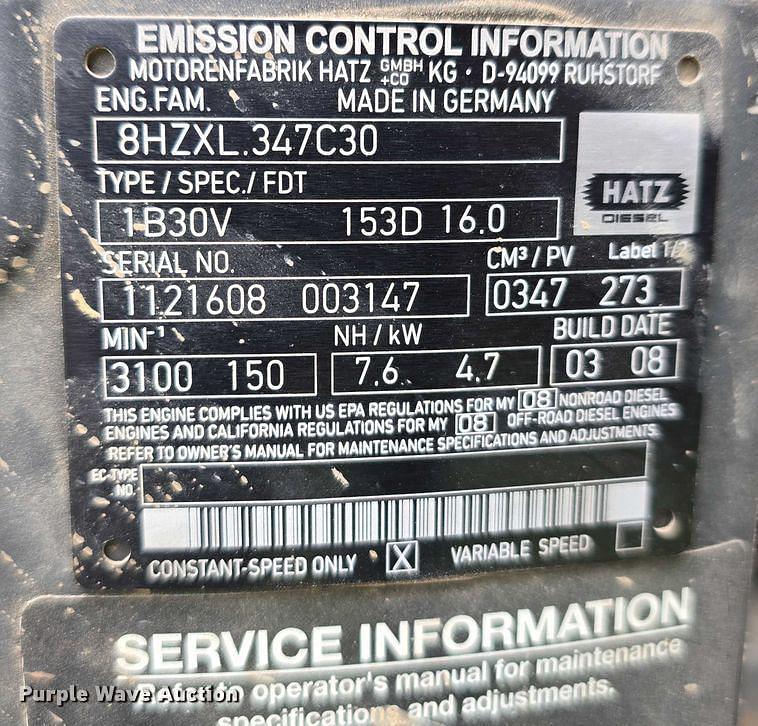 EMISSION CONTROL INFORMATION
MOTORENFABRIK HATZ GMBH +CO KG · D-94099 RUHSTORF
ENG.FAM. MADE IN GERMANY
8HZXL.347C30
TYPE / SPEC./ FDT
HATZ
DIESEL
1B30V 153D 16.0
SERIAL NO. CM³ / PV Label 1/2
1121608 003147 0347 273
MIN⁻¹ NH / kW BUILD DATE
3100 150 7.6 4.7 03 08
THIS ENGINE COMPLIES WITH US EPA REGULATIONS FOR MY 08 NONROAD DIESEL
ENGINES AND CALIFORNIA REGULATIONS FOR MY 08 OFF-ROAD DIESEL ENGINES
REFER TO OWNER'S MANUAL FOR MAINTENANCE SPECIFICATIONS AND ADJUSTMENTS.
EC-TYPE
NO.
CONSTANT-SPEED ONLY X VARIABLE SPEED
SERVICE INFORMATION
Refer to operator's manual for maintenance
specifications and adjustments.
Purple Wave Auction